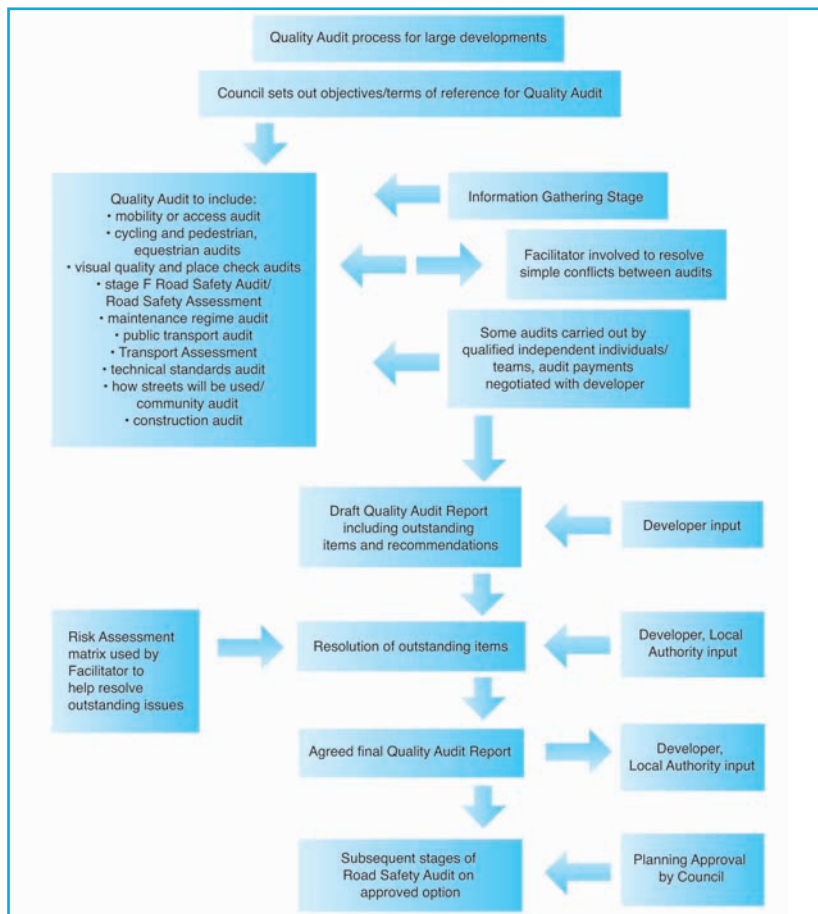 Quality Audit process for large developments
Council sets out objectives/terms of reference for Quality Audit
Quality Audit to include:
• mobility or access audit
• cycling and pedestrian,
equestrian audits
• visual quality and place check audits
• stage F Road Safety Audit/
Road Safety Assessment
• maintenance regime audit
• public transport audit
• Transport Assessment
• technical standards audit
• how streets will be used/
community audit
• construction audit
Information Gathering Stage
Facilitator involved to resolve
simple conflicts between audits
Some audits carried out by
qualified independent individuals/
teams, audit payments
negotiated with developer
Draft Quality Audit Report
including outstanding
items and recommendations
Developer input
Risk Assessment
matrix used by
Facilitator to
help resolve
outstanding issues
Resolution of outstanding items
Developer, Local
Authority input
Agreed final Quality Audit Report
Developer,
Local Authority input
Subsequent stages of
Road Safety Audit on
approved option
Planning Approval
by Council